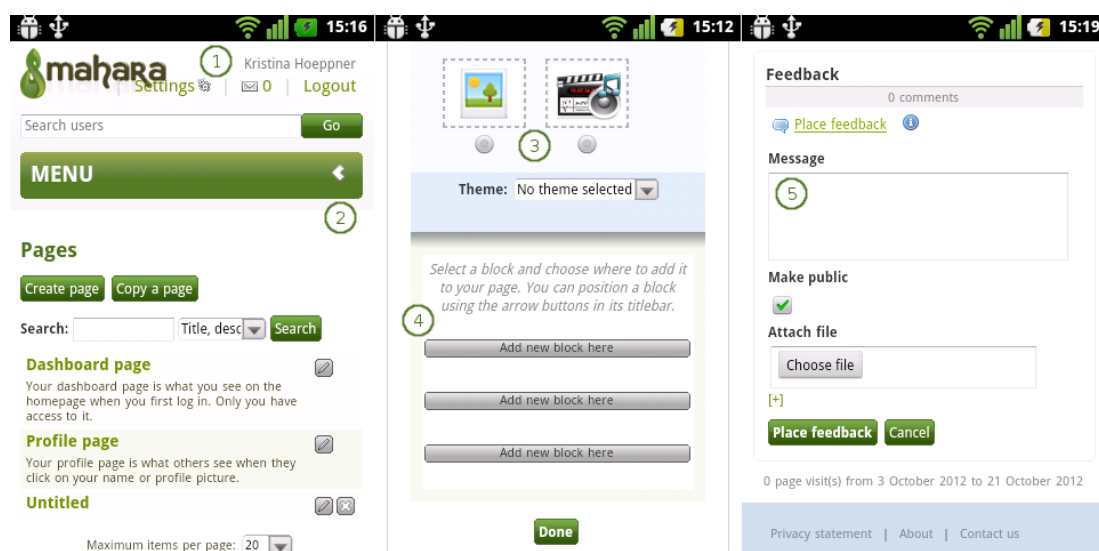 15:16
mahara
1
Kristina Hoeppner
Settings | 0 | Logout
Search users
Go
MENU
2
Pages
Create page
Copy a page
Search:
Title, desc
Search
Dashboard page
Your dashboard page is what you see on the
homepage when you first log in. Only you have
access to it.
Profile page
Your profile page is what others see when they
click on your name or profile picture.
Untitled
Maximum items per page: 20
15:12
3
Theme: No theme selected
Select a block and choose where to add it
to your page. You can position a block
using the arrow buttons in its titlebar.
4
Add new block here
Add new block here
Add new block here
Done
15:19
Feedback
0 comments
Place feedback
Message
5
Make public
Attach file
Choose file
[+]
Place feedback
Cancel
0 page visit(s) from 3 October 2012 to 21 October 2012
Privacy statement | About | Contact us